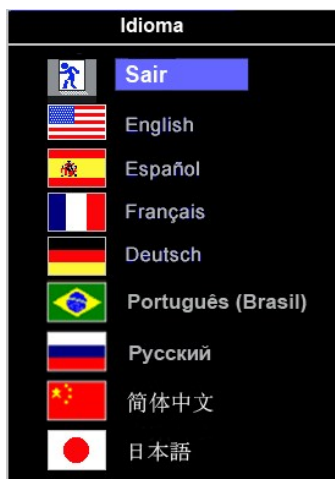 Idioma
Sair
English
Español
Français
Deutsch
Português (Brasil)
Русский
简体中文
日本語